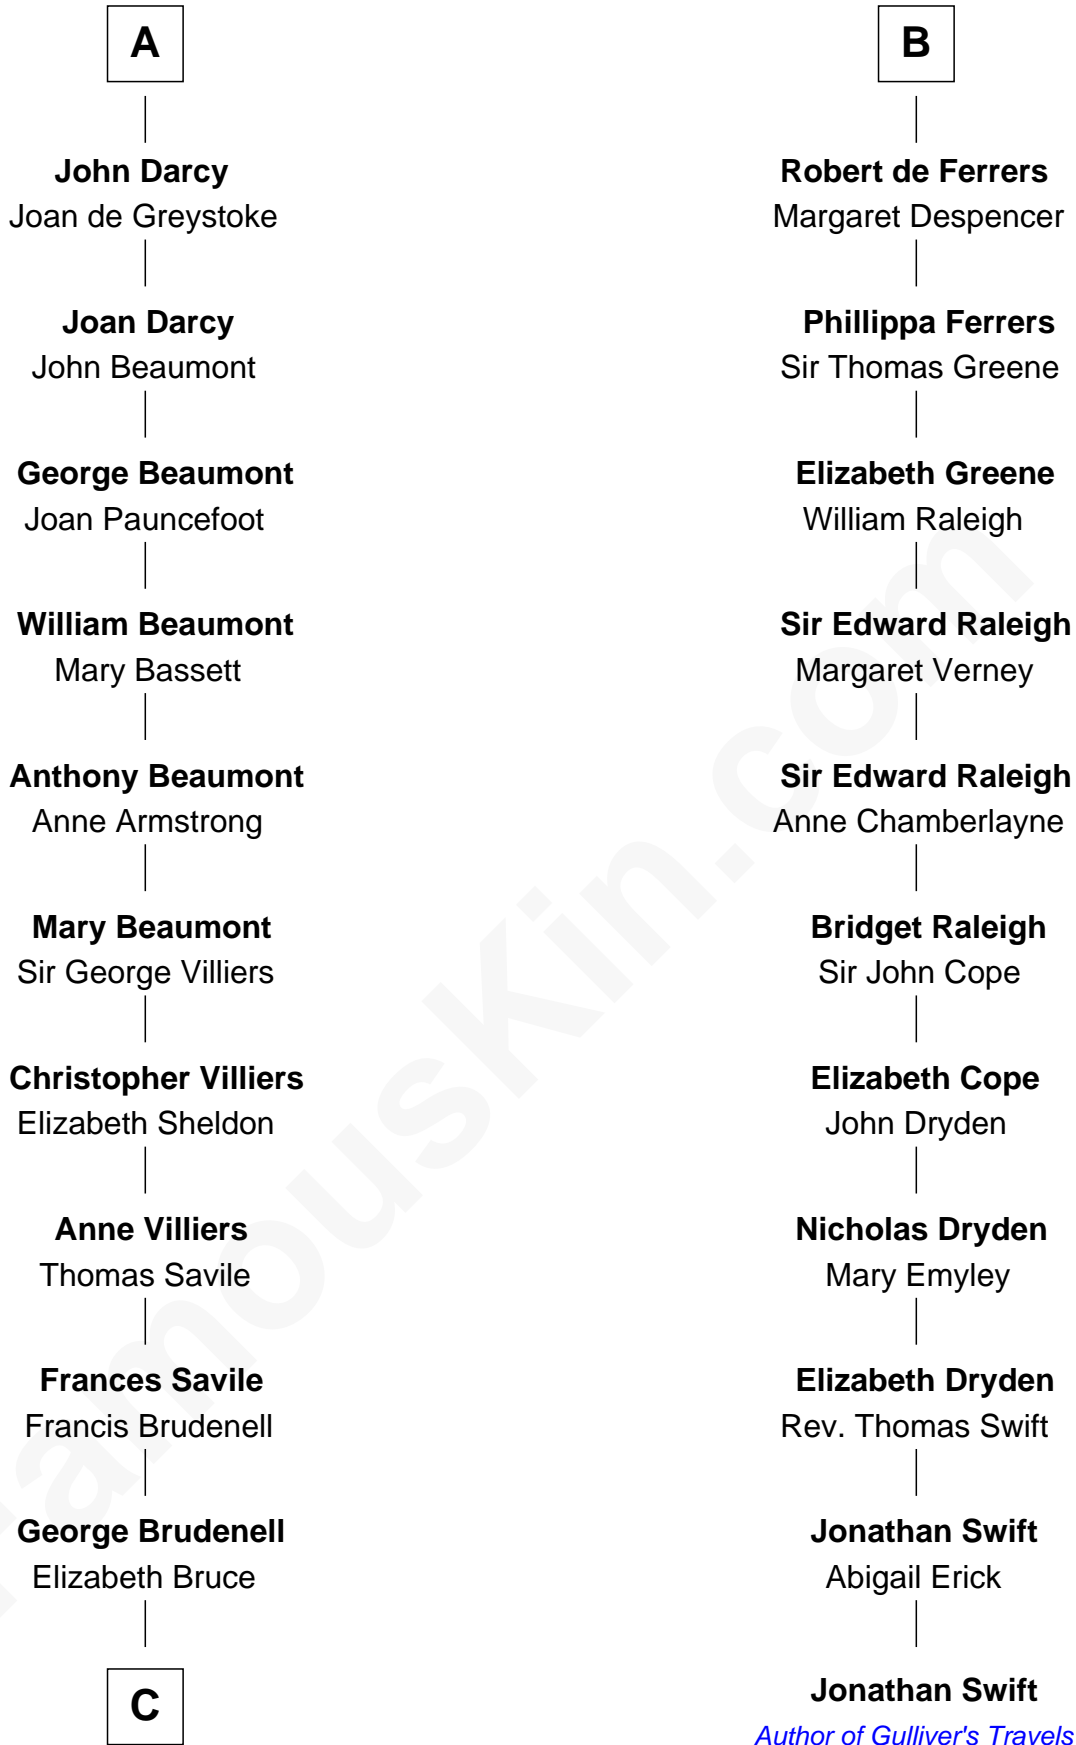 A
John Darcy
Joan de Greystoke
Joan Darcy
John Beaumont
George Beaumont
Joan Pauncefoot
William Beaumont
Mary Bassett
Anthony Beaumont
Anne Armstrong
Mary Beaumont
Sir George Villiers
Christopher Villiers
Elizabeth Sheldon
Anne Villiers
Thomas Savile
Frances Savile
Francis Brudenell
George Brudenell
Elizabeth Bruce
C
B
Robert de Ferrers
Margaret Despencer
Phillippa Ferrers
Sir Thomas Greene
Elizabeth Greene
William Raleigh
Sir Edward Raleigh
Margaret Verney
Sir Edward Raleigh
Anne Chamberlayne
Bridget Raleigh
Sir John Cope
Elizabeth Cope
John Dryden
Nicholas Dryden
Mary Emyley
Elizabeth Dryden
Rev. Thomas Swift
Jonathan Swift
Abigail Erick
Jonathan Swift
Author of Gulliver's Travels
FamousKin.com